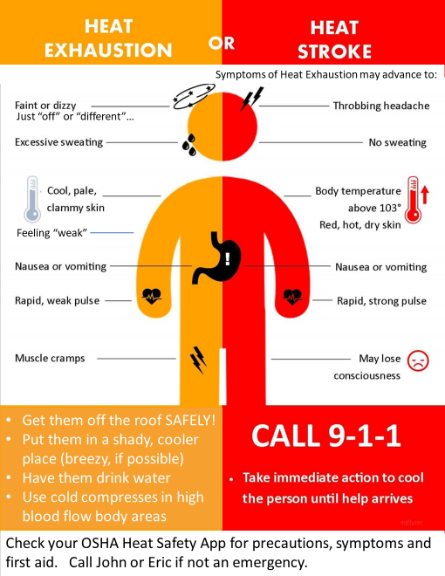 HEAT
EXHAUSTION
OR
HEAT
STROKE
Symptoms of Heat Exhaustion may advance to:
Faint or dizzy
Just "off" or "different"...
Excessive sweating
Cool, pale,
clammy skin
Feeling "weak"
Nausea or vomiting
Rapid, weak pulse
Muscle cramps
Throbbing headache
No sweating
Body temperature
above 103°
Red, hot, dry skin
Nausea or vomiting
Rapid, strong pulse
May lose
consciousness
!
• Get them off the roof SAFELY!
• Put them in a shady, cooler
place (breezy, if possible)
• Have them drink water
• Use cold compresses in high
blood flow body areas
CALL 9-1-1
• Take immediate action to cool
the person until help arrives
Check your OSHA Heat Safety App for precautions, symptoms and
first aid. Call John or Eric if not an emergency.